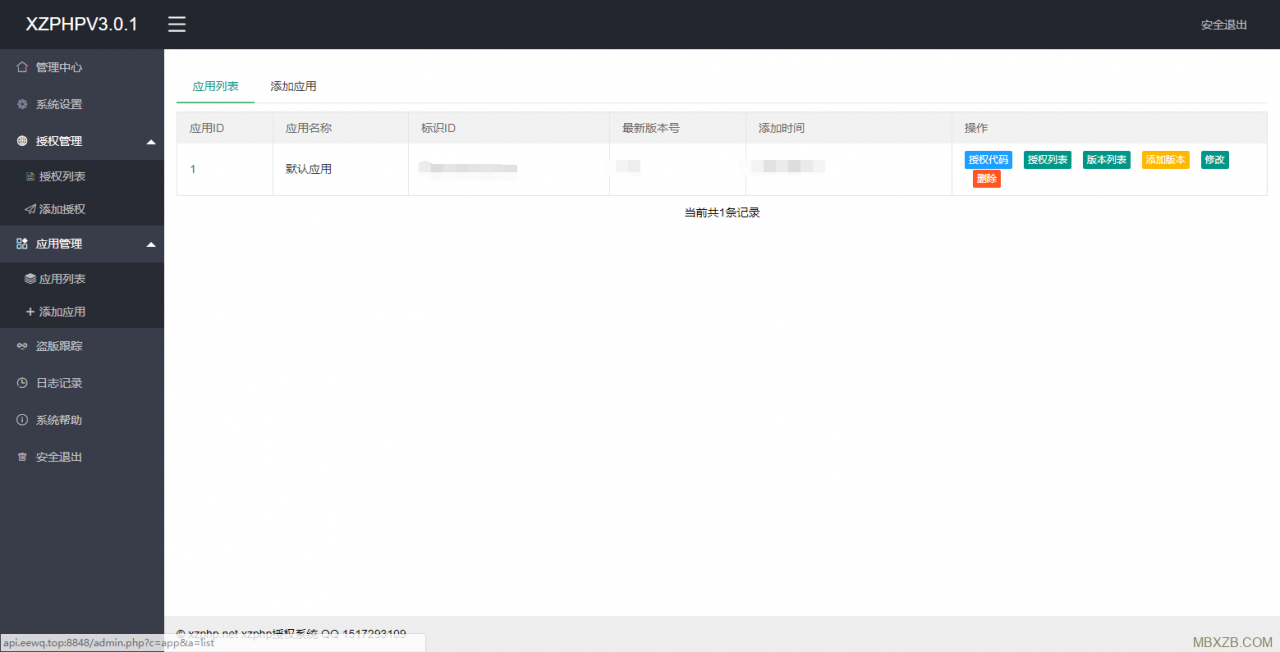 XZPHPV3.0.1
安全退出
管理中心
系统设置
授权管理
授权列表
添加授权
应用管理
应用列表
添加应用
盗版跟踪
日志记录
系统帮助
安全退出
应用列表 添加应用
应用ID 应用名称 标识ID 最新版本号 添加时间 操作
1 默认应用 授权代码 授权列表 版本列表 添加版本 修改
删除
当前共1条记录
© xzphp.net xzphp授权系统 QQ 1517293109
api.eewq.top:8848/admin.php?c=app&a=list
MBXZB.COM